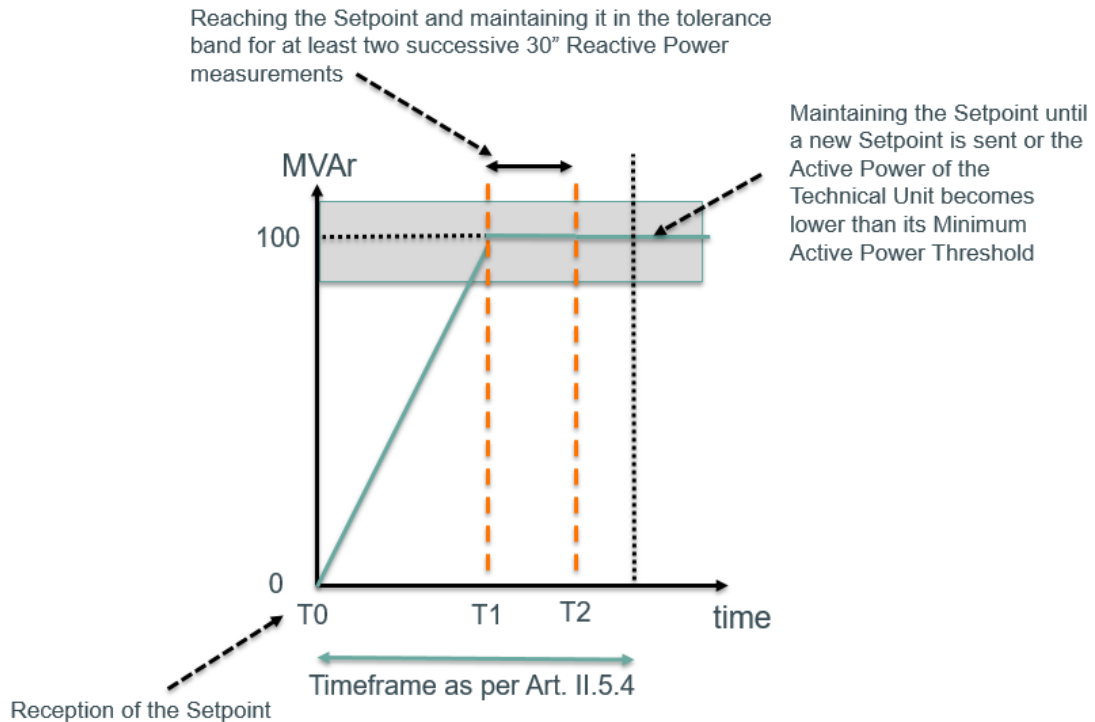 Reaching the Setpoint and maintaining it in the tolerance
band for at least two successive 30” Reactive Power
measurements
Maintaining the Setpoint until
a new Setpoint is sent or the
Active Power of the
Technical Unit becomes
lower than its Minimum
Active Power Threshold
MVAr
100
0
T0
T1
T2
time
Timeframe as per Art. II.5.4
Reception of the Setpoint